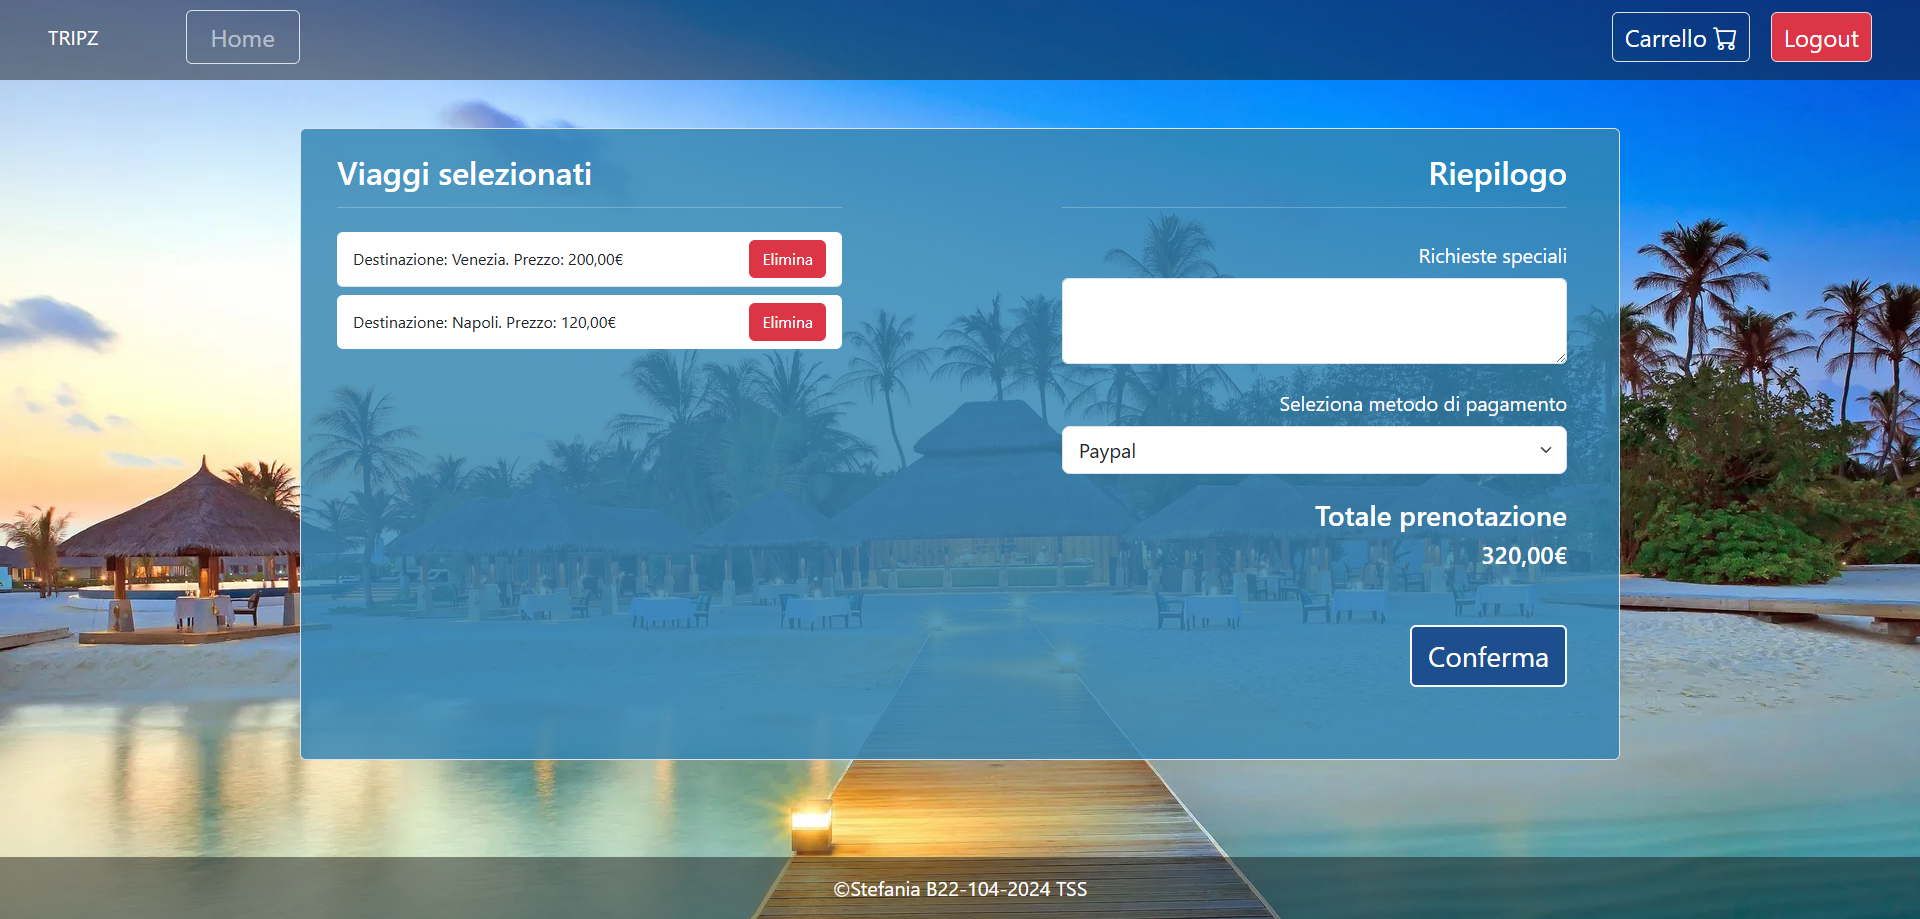 TRIPZ
Home
Carrello
Logout
Viaggi selezionati
Destinazione: Venezia. Prezzo: 200,00€
Elimina
Destinazione: Napoli. Prezzo: 120,00€
Elimina
Riepilogo
Richieste speciali
Seleziona metodo di pagamento
Paypal
Totale prenotazione
320,00€
Conferma
©Stefania B22-104-2024 TSS